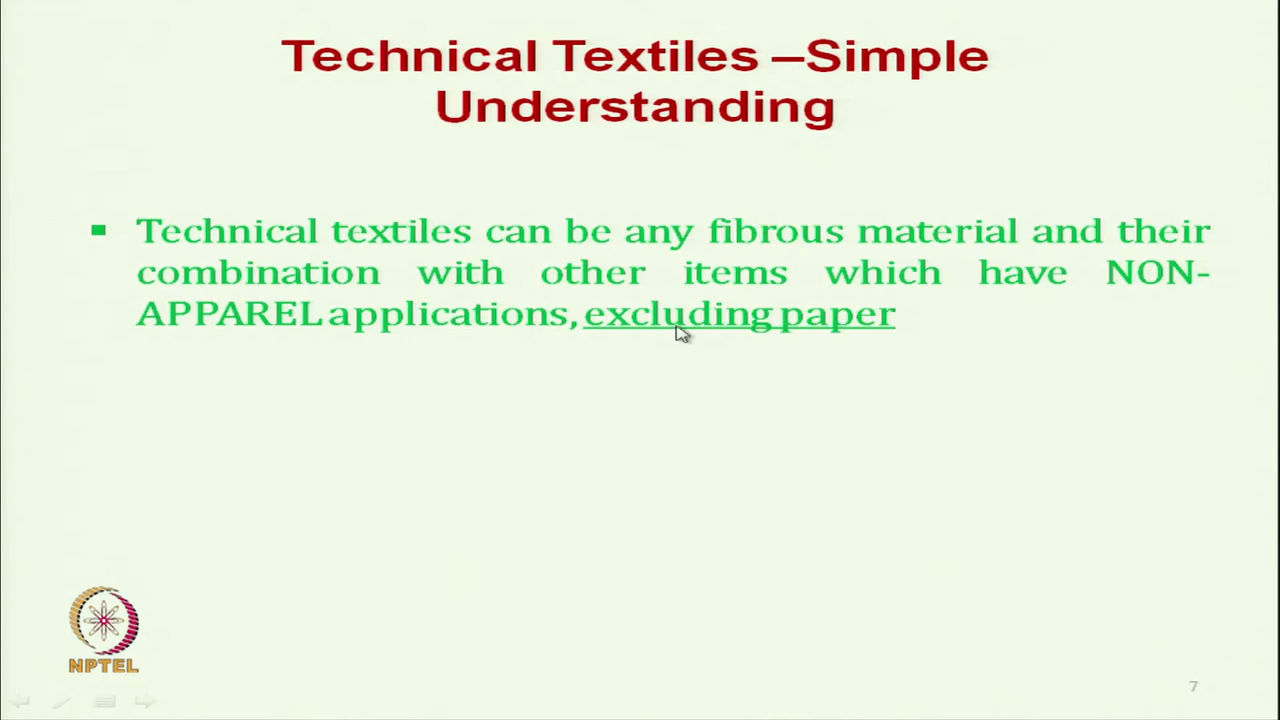 Technical Textiles –Simple
Understanding
Technical textiles can be any fibrous material and their
combination with other items which have NON-
APPAREL applications, excluding paper
NPTEL
7